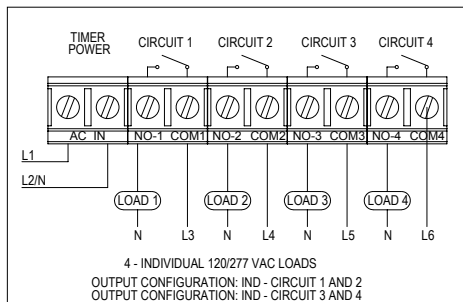 TIMER
POWER
CIRCUIT 1 CIRCUIT 2 CIRCUIT 3 CIRCUIT 4
AC IN NO-1 COM1 NO-2 COM2 NO-3 COM3 NO-4 COM4
L1
L2/N
LOAD 1 LOAD 2 LOAD 3 LOAD 4
N L3 N L4 N L5 N L6
4 - INDIVIDUAL 120/277 VAC LOADS
OUTPUT CONFIGURATION: IND - CIRCUIT 1 AND 2
OUTPUT CONFIGURATION: IND - CIRCUIT 3 AND 4